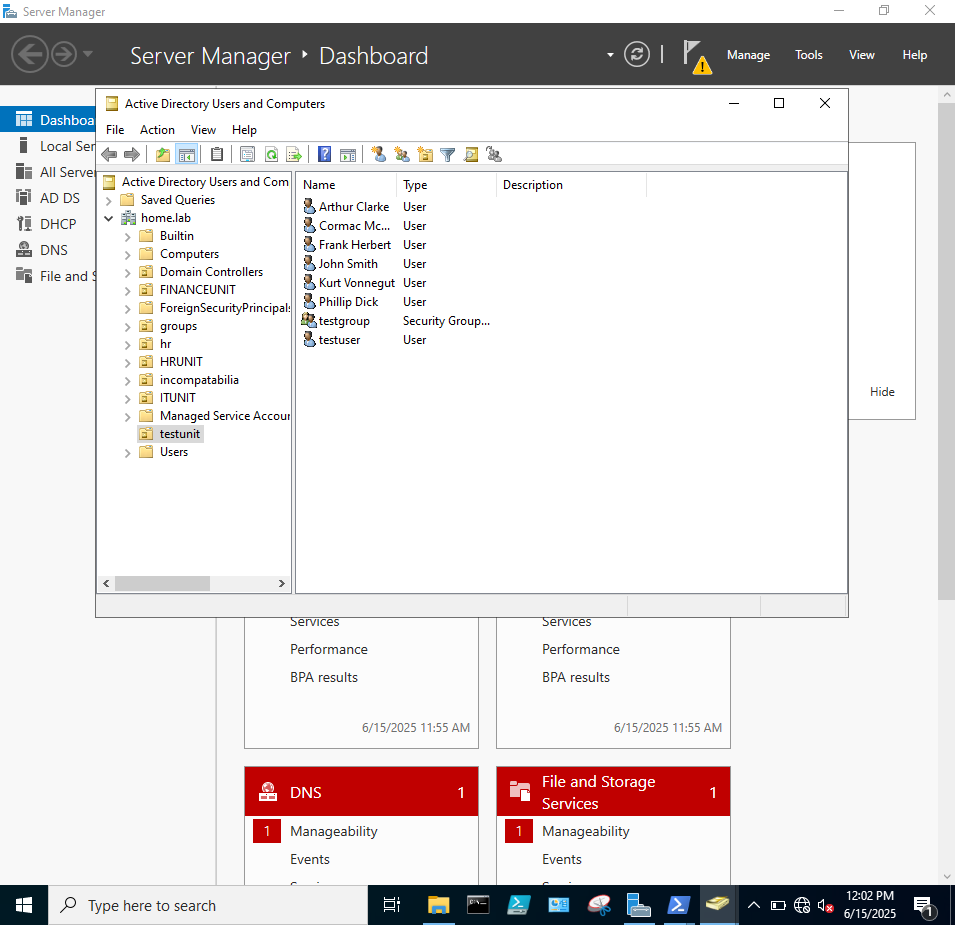 Server Manager
Server Manager ‣ Dashboard
Manage Tools View Help
Dashboa
Local Ser
All Server
AD DS
DHCP
DNS
File and S
Active Directory Users and Computers
File Action View Help
Active Directory Users and Com
Saved Queries
home.lab
Builtin
Computers
Domain Controllers
FINANCEUNIT
ForeignSecurityPrincipals
groups
hr
HRUNIT
incompatabilia
ITUNIT
Managed Service Accour
testunit
Users
Name Type Description
Arthur Clarke User
Cormac Mc... User
Frank Herbert User
John Smith User
Kurt Vonnegut User
Phillip Dick User
testgroup Security Group...
testuser User
Hide
Services
Performance
BPA results
6/15/2025 11:55 AM
Services
Performance
BPA results
6/15/2025 11:55 AM
DNS 1
1 Manageability
Events
File and Storage
Services 1
1 Manageability
Events
Type here to search
12:02 PM
6/15/2025
1